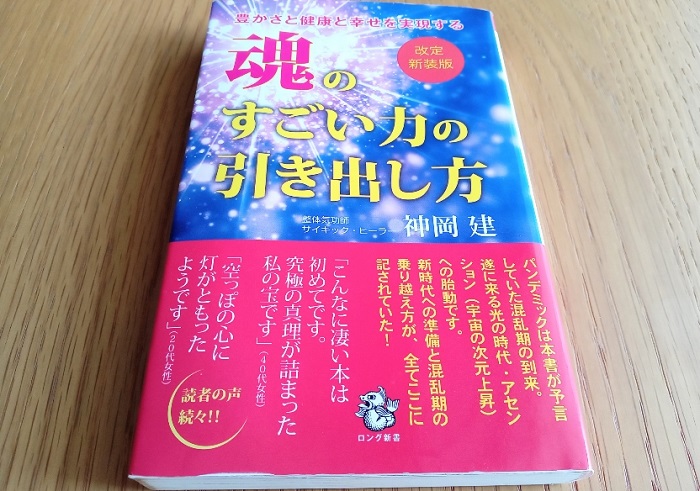 豊かさと健康と幸せを実現する
改定
新装版
魂の
すごい力の
引き出し方
整体気功師
サイキック・ヒーラー
神岡 建
パンデミックは本書が予言
していた混乱期の到来。
遂に来る光の時代・アセン
ション（宇宙の次元上昇）
への胎動です。
新時代への準備と混乱期の
乗り越え方が、全てここに
記されていた！
「こんなに凄い本は
初めてです。
究極の真理が詰まった
私の宝です」（40代女性）
「空っぽの心に
灯がともった
ようです」（20代女性）
読者の声
続々!!
ロング新書